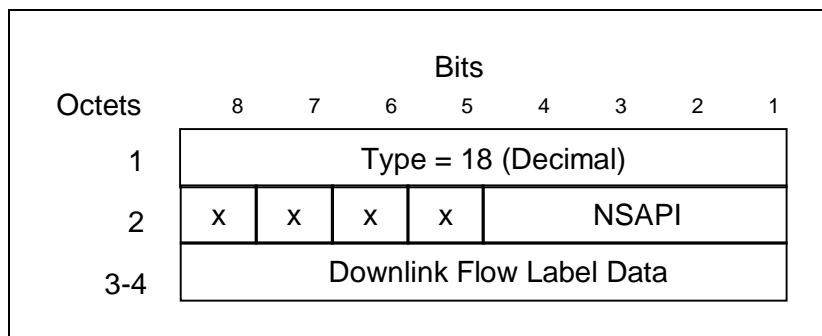 Bits
Octets 8 7 6 5 4 3 2 1
1 Type = 18 (Decimal)
2 x x x x NSAPI
3-4 Downlink Flow Label Data